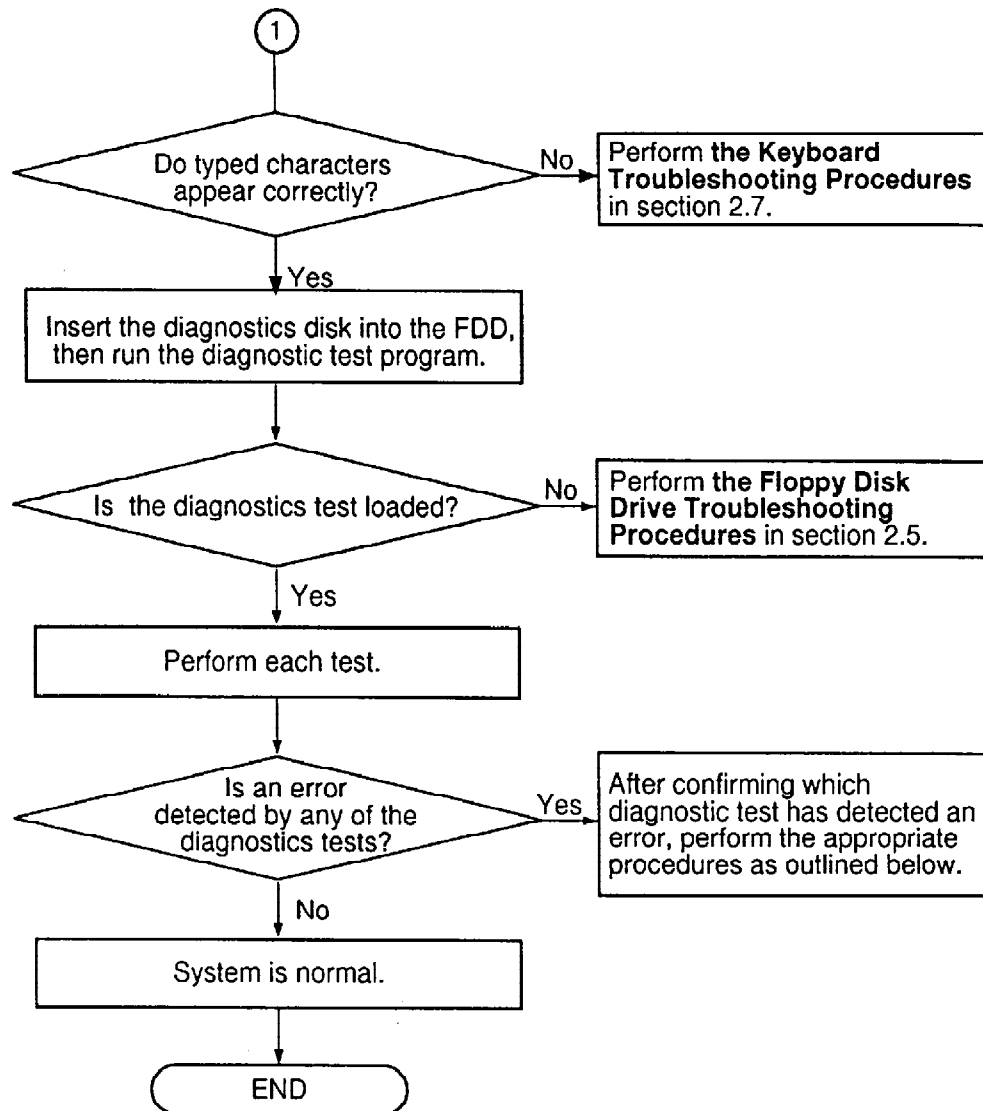 1
Do typed characters
appear correctly?
No
Perform the Keyboard
Troubleshooting Procedures
in section 2.7.
Yes
Insert the diagnostics disk into the FDD,
then run the diagnostic test program.
Is the diagnostics test loaded?
No
Perform the Floppy Disk
Drive Troubleshooting
Procedures in section 2.5.
Yes
Perform each test.
Is an error
detected by any of the
diagnostics tests?
Yes
After confirming which
diagnostic test has detected an
error, perform the appropriate
procedures as outlined below.
No
System is normal.
END